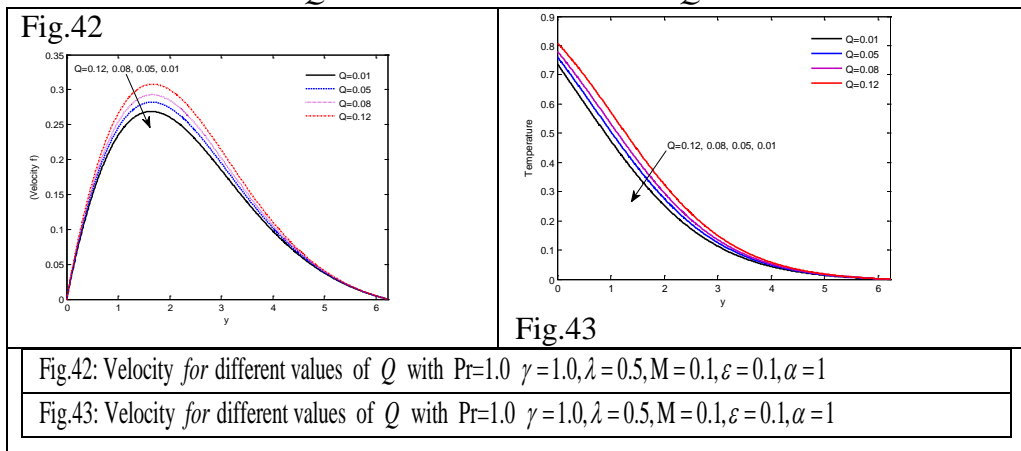 Q Q
Fig.42
0.35
0.3
0.25
0.2
0.15
0.1
0.05
0
0 1 2 3 4 5 6
y
(Velocity f)
Q=0.12, 0.08, 0.05, 0.01
Q=0.01
Q=0.05
Q=0.08
Q=0.12
0.9
0.8
0.7
0.6
0.5
0.4
0.3
0.2
0.1
0
0 1 2 3 4 5 6
y
Temperature
Q=0.12, 0.08, 0.05, 0.01
Q=0.01
Q=0.05
Q=0.08
Q=0.12
Fig.43
Fig.42: Velocity for different values of Q with Pr=1.0 γ=1.0,λ=0.5,M=0.1,ε=0.1,α=1
Fig.43: Velocity for different values of Q with Pr=1.0 γ=1.0,λ=0.5,M=0.1,ε=0.1,α=1